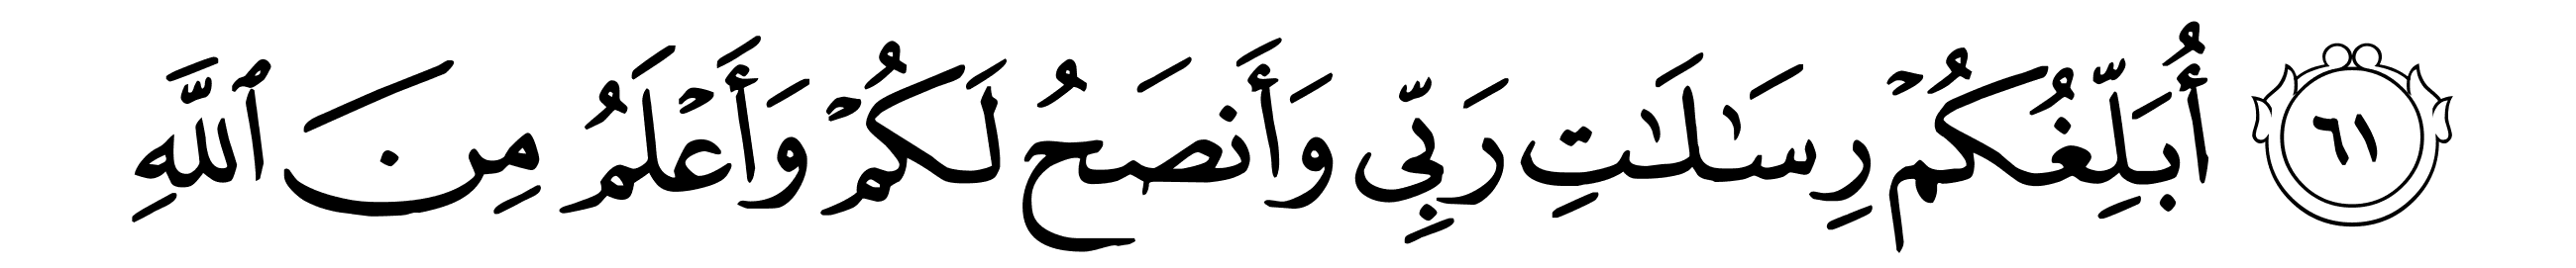 ٦١ أُبَلِّغُكُمْ رِسَٰلَٰتِ رَبِّي وَأَنصَحُ لَكُمْ وَأَعْلَمُ مِنَ ٱللَّهِ